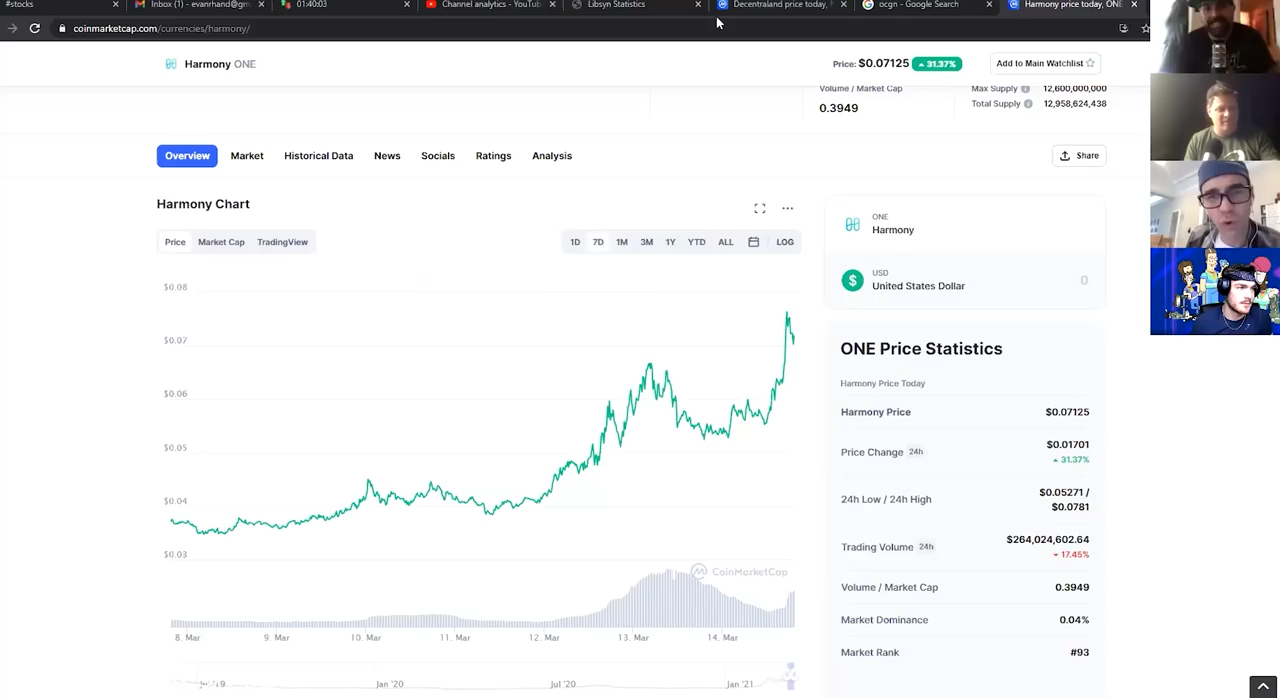 #stocks
Inbox (1) - evanrhand@gm
01:40:03
Channel analytics - YouTub
Libsyn Statistics
Decentraland price today,
ocgn - Google Search
Harmony price today, ONE
coinmarketcap.com/currencies/harmony/
Harmony ONE
Price: $0.07125
31.37%
Add to Main Watchlist
Volume / Market Cap
0.3949
Max Supply
12,600,000,000
Total Supply
12,958,624,438
Overview
Market
Historical Data
News
Socials
Ratings
Analysis
Share
Harmony Chart
Price
Market Cap
TradingView
1D
7D
1M
3M
1Y
YTD
ALL
LOG
$0.08
$0.07
$0.06
$0.05
$0.04
$0.03
CoinMarketCap
8. Mar
9. Mar
10. Mar
11. Mar
12. Mar
13. Mar
14. Mar
Jan '20
Jul '20
Jan '21
ONE
Harmony
USD
United States Dollar
0
ONE Price Statistics
Harmony Price Today
Harmony Price
$0.07125
Price Change 24h
$0.01701
31.37%
24h Low / 24h High
$0.05271 /
$0.0781
Trading Volume 24h
$264,024,602.64
17.45%
Volume / Market Cap
0.3949
Market Dominance
0.04%
Market Rank
#93